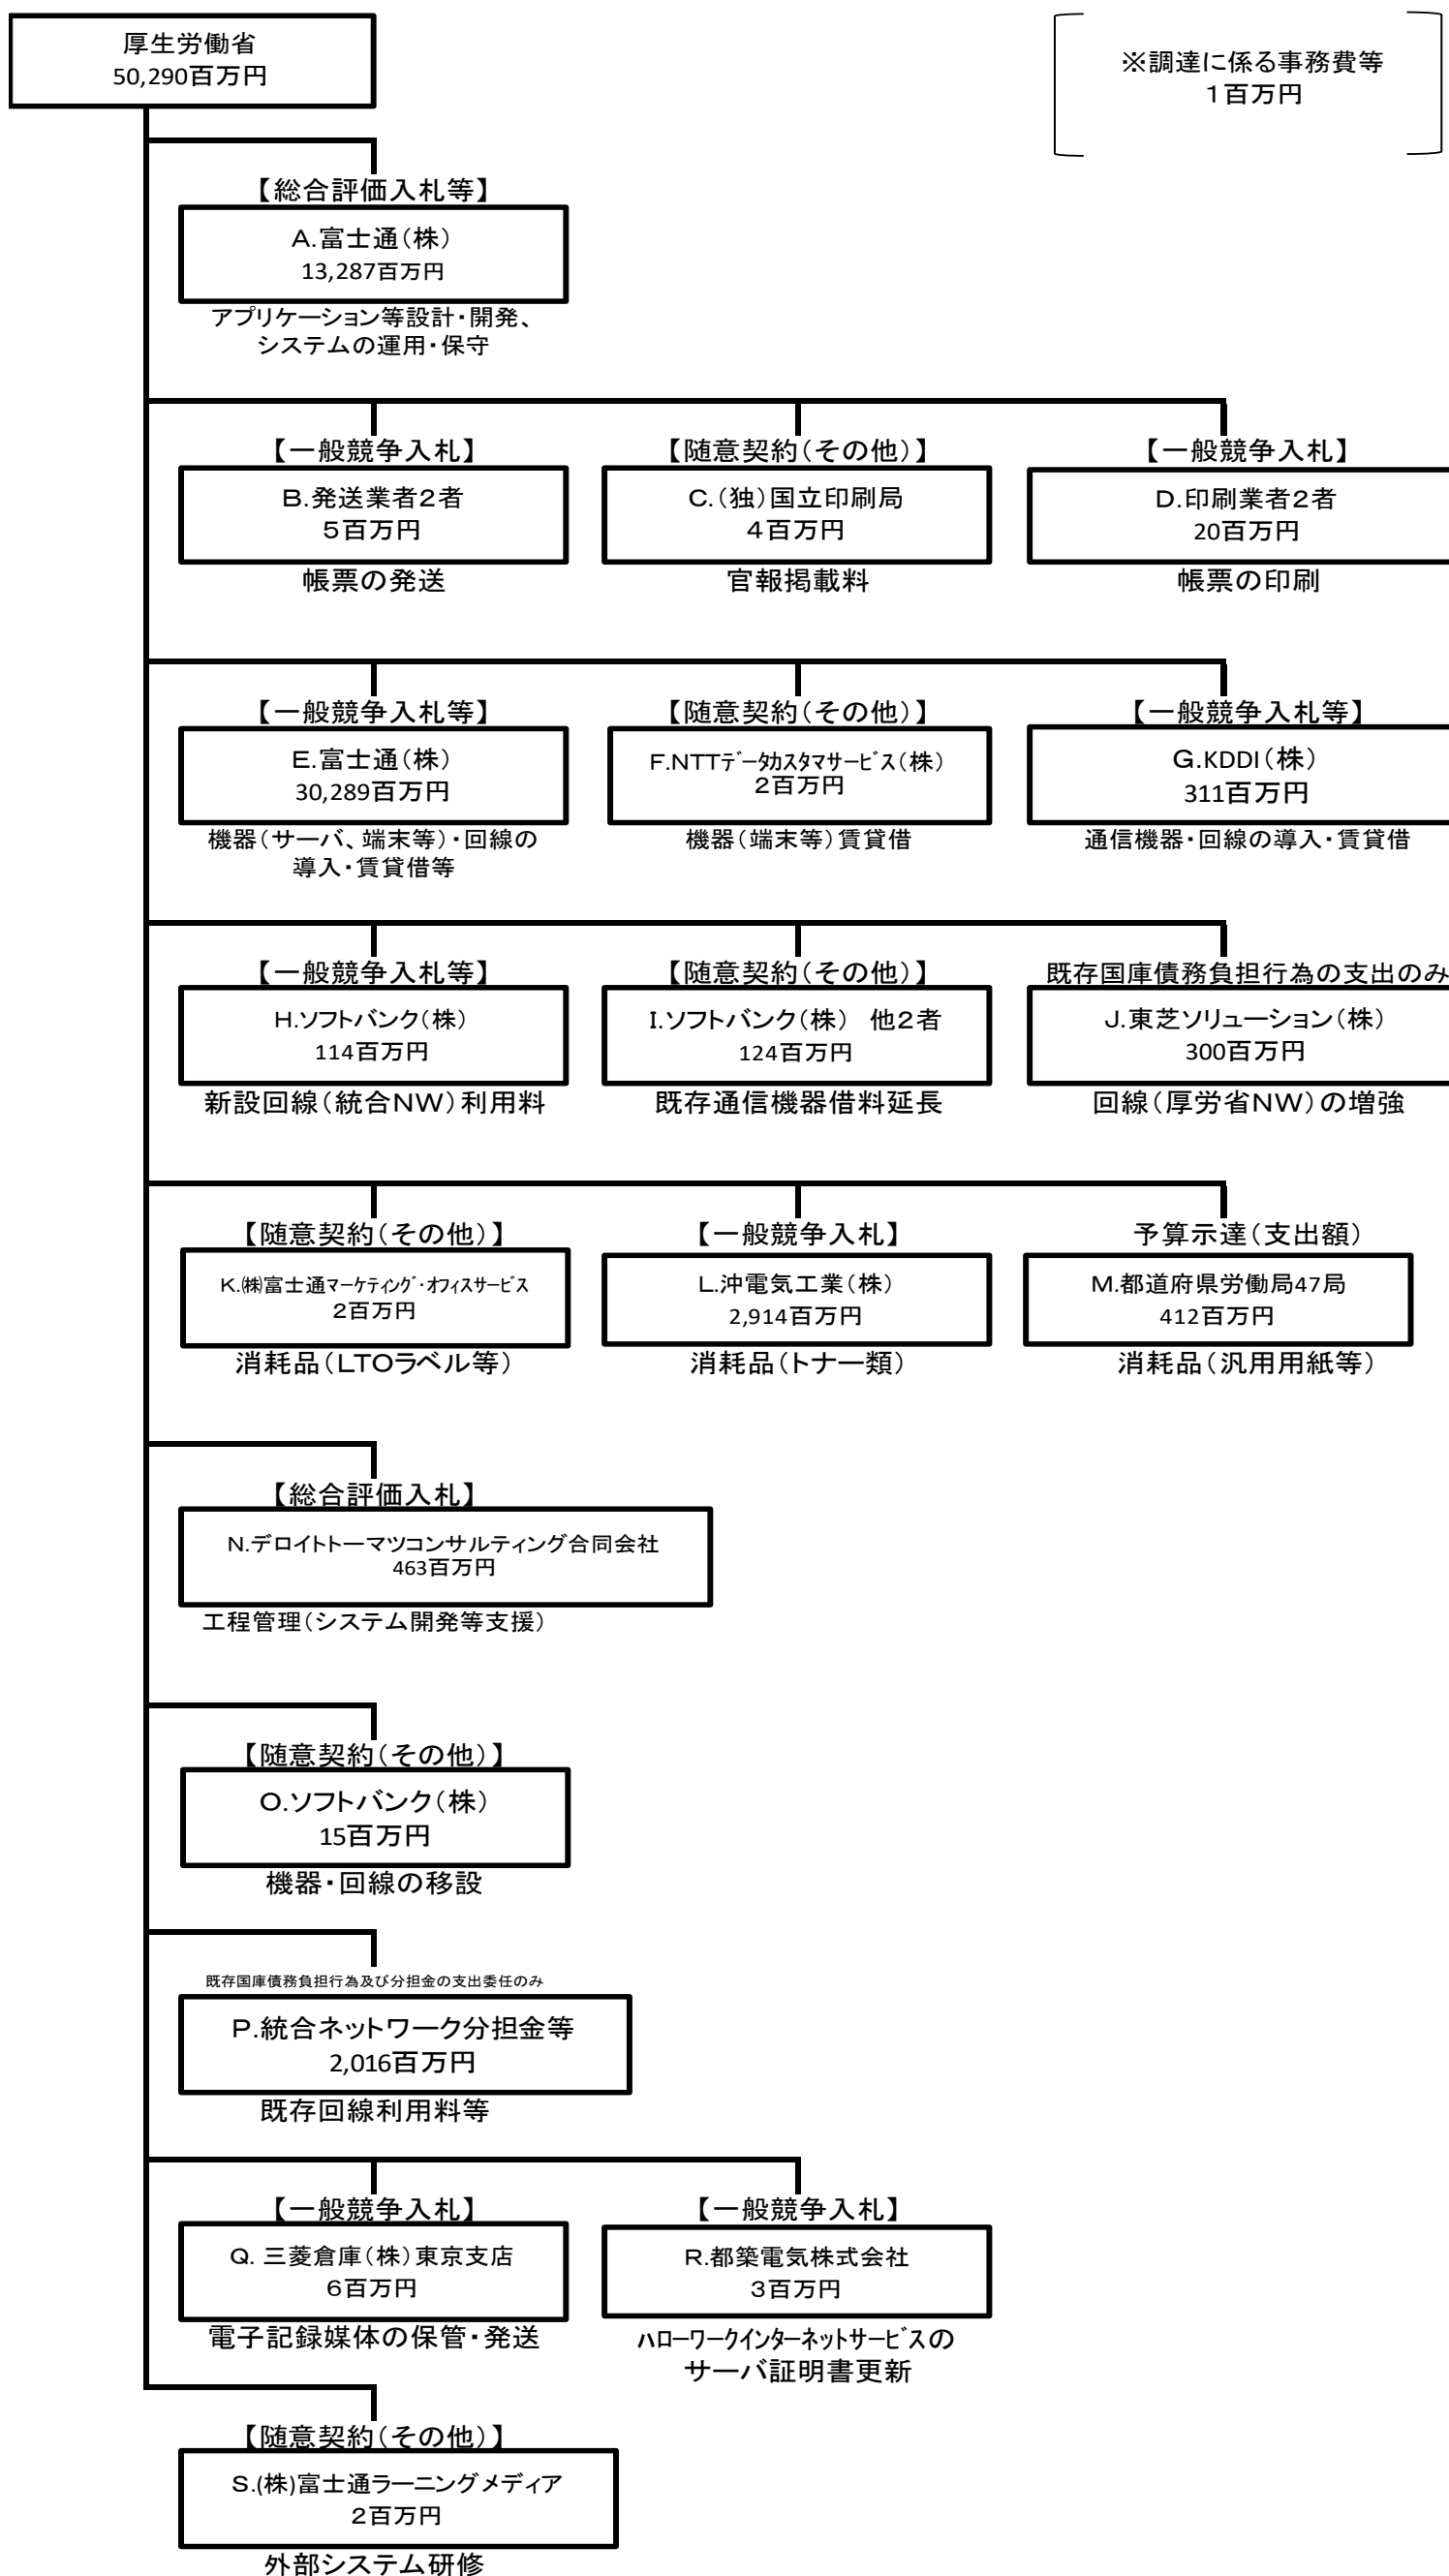 厚生労働省
50,290百万円
※調達に係る事務費等
1百万円
【総合評価入札等】
A.富士通(株)
13,287百万円
アプリケーション等設計・開発、
システムの運用・保守
【一般競争入札】
B.発送業者2者
5百万円
帳票の発送
【随意契約(その他)】
C.(独)国立印刷局
4百万円
官報掲載料
【一般競争入札】
D.印刷業者2者
20百万円
帳票の印刷
【一般競争入札等】
E.富士通(株)
30,289百万円
機器(サーバ、端末等)・回線の
導入・賃貸借等
【随意契約(その他)】
F.NTTデータカスタマサービス(株)
2百万円
機器(端末等)賃貸借
【一般競争入札等】
G.KDDI(株)
311百万円
通信機器・回線の導入・賃貸借
【一般競争入札等】
H.ソフトバンク(株)
114百万円
新設回線(統合NW)利用料
【随意契約(その他)】
I.ソフトバンク(株) 他2者
124百万円
既存通信機器借料延長
既存国庫債務負担行為の支出のみ
J.東芝ソリューション(株)
300百万円
回線(厚労省NW)の増強
【随意契約(その他)】
K.㈱富士通マーケティング・オフィスサービス
2百万円
消耗品(LTOラベル等)
【一般競争入札】
L.沖電気工業(株)
2,914百万円
消耗品(トナー類)
予算示達(支出額)
M.都道府県労働局47局
412百万円
消耗品(汎用用紙等)
【総合評価入札】
N.デロイトトーマツコンサルティング合同会社
463百万円
工程管理(システム開発等支援)
【随意契約(その他)】
O.ソフトバンク(株)
15百万円
機器・回線の移設
既存国庫債務負担行為及び分担金の支出委任のみ
P.統合ネットワーク分担金等
2,016百万円
既存回線利用料等
【一般競争入札】
Q. 三菱倉庫(株)東京支店
6百万円
電子記録媒体の保管・発送
【一般競争入札】
R.都築電気株式会社
3百万円
ハローワークインターネットサービスの
サーバ証明書更新
【随意契約(その他)】
S.(株)富士通ラーニングメディア
2百万円
外部システム研修